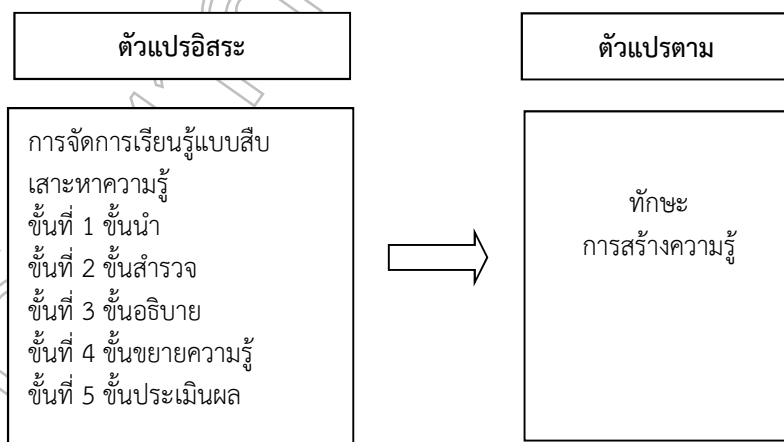 ตัวแปรอิสระ
ตัวแปรตาม
การจัดการเรียนรู้แบบสืบ
เสาะหาความรู้
ขั้นที่ 1 ขั้นนำ
ขั้นที่ 2 ขั้นสำรวจ
ขั้นที่ 3 ขั้นอธิบาย
ขั้นที่ 4 ขั้นขยายความรู้
ขั้นที่ 5 ขั้นประเมินผล
ทักษะ
การสร้างความรู้